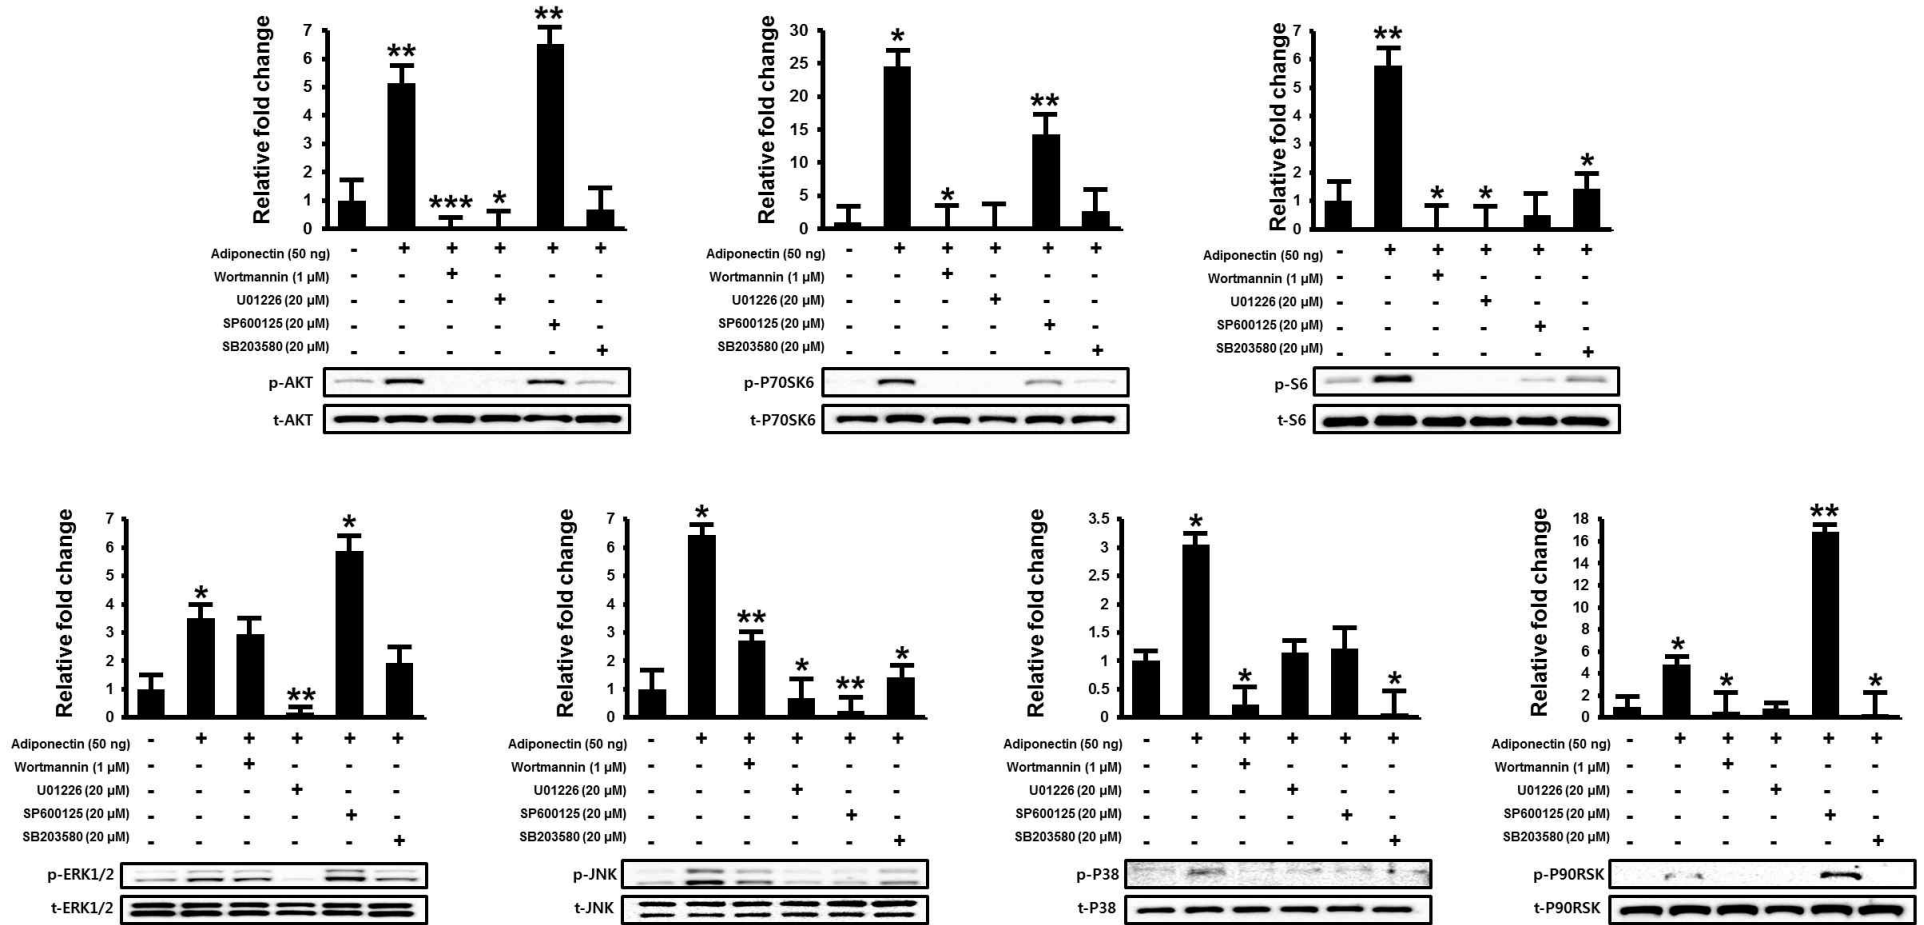 Relative fold change
7
6
5
4
3
2
1
0
** *** * **
Adiponectin (50 ng) - + + + + +
Wortmannin (1 µM) - - + - - -
U01226 (20 µM) - - - + - -
SP600125 (20 µM) - - - - + -
SB203580 (20 µM) - - - - - +
p-AKT
t-AKT
Relative fold change
30
25
20
15
10
5
0
* * **
Adiponectin (50 ng) - + + + + +
Wortmannin (1 µM) - - + - - -
U01226 (20 µM) - - - + - -
SP600125 (20 µM) - - - - + -
SB203580 (20 µM) - - - - - +
p-P70SK6
t-P70SK6
Relative fold change
7
6
5
4
3
2
1
0
** * * *
Adiponectin (50 ng) - + + + + +
Wortmannin (1 µM) - - + - - -
U01226 (20 µM) - - - + - -
SP600125 (20 µM) - - - - + -
SB203580 (20 µM) - - - - - +
p-S6
t-S6
Relative fold change
7
6
5
4
3
2
1
0
* ** *
Adiponectin (50 ng) - + + + + +
Wortmannin (1 µM) - - + - - -
U01226 (20 µM) - - - + - -
SP600125 (20 µM) - - - - + -
SB203580 (20 µM) - - - - - +
p-ERK1/2
t-ERK1/2
Relative fold change
7
6
5
4
3
2
1
0
* ** * ** *
Adiponectin (50 ng) - + + + + +
Wortmannin (1 µM) - - + - - -
U01226 (20 µM) - - - + - -
SP600125 (20 µM) - - - - + -
SB203580 (20 µM) - - - - - +
p-JNK
t-JNK
Relative fold change
3.5
3
2.5
2
1.5
1
0.5
0
* * *
Adiponectin (50 ng) - + + + + +
Wortmannin (1 µM) - - + - - -
U01226 (20 µM) - - - + - -
SP600125 (20 µM) - - - - + -
SB203580 (20 µM) - - - - - +
p-P38
t-P38
Relative fold change
18
16
14
12
10
8
6
4
2
0
* * ** *
Adiponectin (50 ng) - + + + + +
Wortmannin (1 µM) - - + - - -
U01226 (20 µM) - - - + - -
SP600125 (20 µM) - - - - + -
SB203580 (20 µM) - - - - - +
p-P90RSK
t-P90RSK